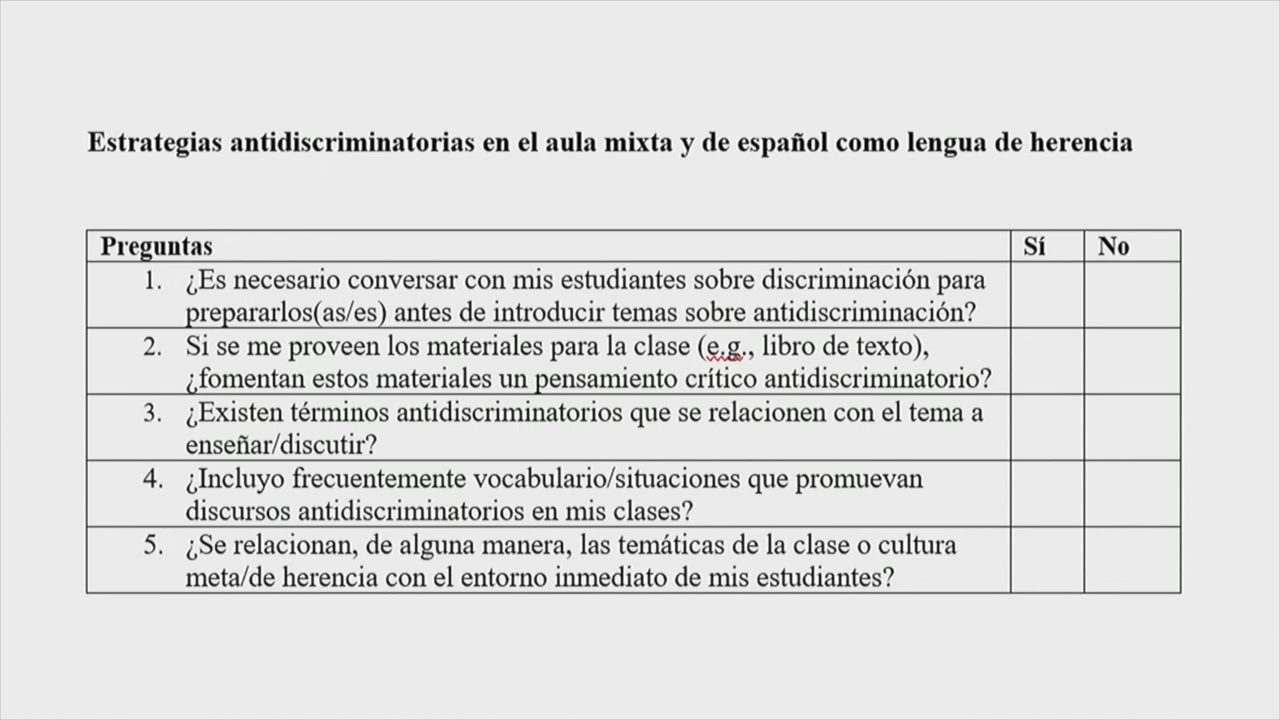 Estrategias antidiscriminatorias en el aula mixta y de español como lengua de herencia
Preguntas Sí No
1. ¿Es necesario conversar con mis estudiantes sobre discriminación para
prepararlos(as/es) antes de introducir temas sobre antidiscriminación?
2. Si se me proveen los materiales para la clase (e.g., libro de texto),
¿fomentan estos materiales un pensamiento crítico antidiscriminatorio?
3. ¿Existen términos antidiscriminatorios que se relacionen con el tema a
enseñar/discutir?
4. ¿Incluyo frecuentemente vocabulario/situaciones que promuevan
discursos antidiscriminatorios en mis clases?
5. ¿Se relacionan, de alguna manera, las temáticas de la clase o cultura
meta/de herencia con el entorno inmediato de mis estudiantes?